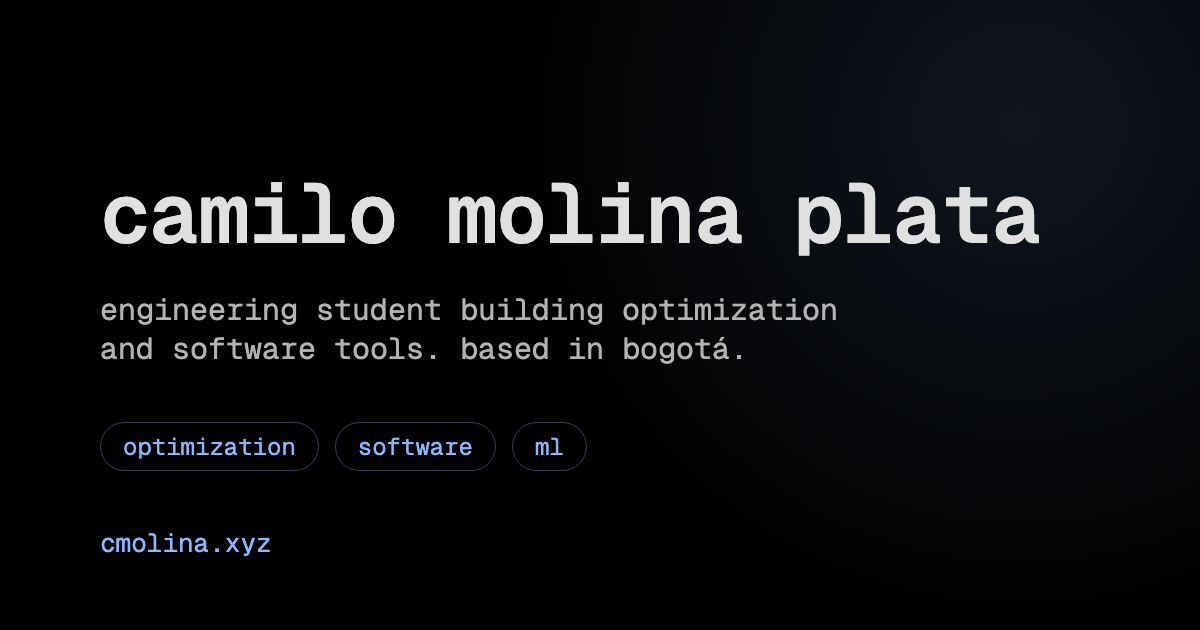 camilo molina plata
engineering student building optimization
and software tools. based in bogotá.
optimization software ml
cmolina.xyz